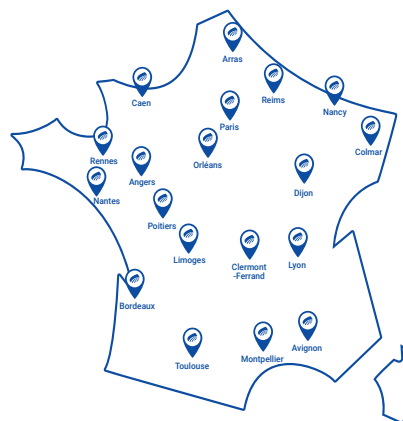 Arras
Caen
Reims
Nancy
Paris
Colmar
Rennes
Orléans
Angers
Dijon
Nantes
Poitiers
Limoges
Clermont
-Ferrand
Lyon
Bordeaux
Avignon
Montpellier
Toulouse